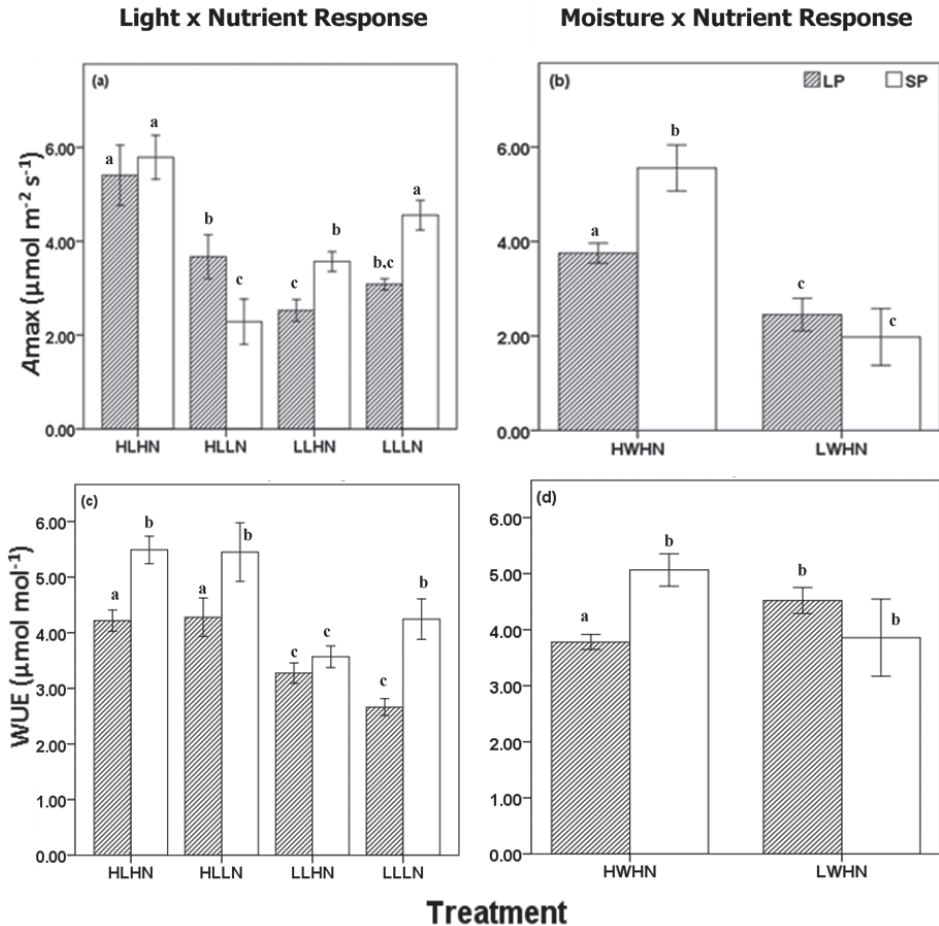 Light x Nutrient Response
Moisture x Nutrient Response
(a)
6.00
4.00
2.00
0.00
Amax (µmol m-2 s-1)
a
a
b
c
c
b
b,c
a
HLHN HLLN LLHN LLLN
(b)
LP SP
6.00
4.00
2.00
0.00
a
b
c
c
HWHN LWHN
(c)
6.00
5.00
4.00
3.00
2.00
1.00
0.00
WUE (µmol mol-1)
a
b
a
b
c
c
c
b
HLHN HLLN LLHN LLLN
(d)
6.00
5.00
4.00
3.00
2.00
1.00
0.00
a
b
b
b
HWHN LWHN
Treatment